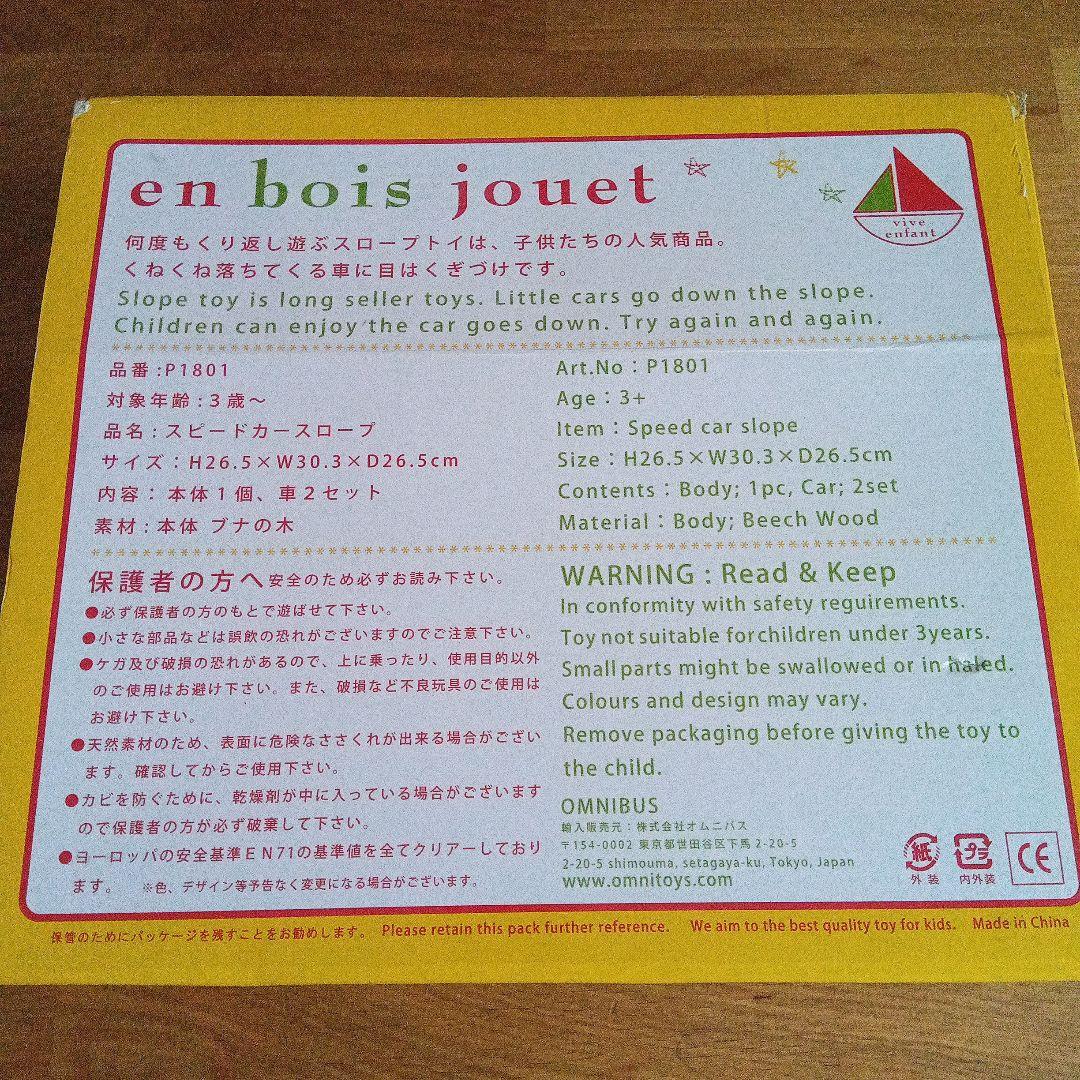 en bois jouet
vive
enfant
何度もくり返し遊ぶスロープトイは、子供たちの人気商品。
くねくね落ちてくる車に目はくぎづけです。
Slope toy is long seller toys. Little cars go down the slope.
Children can enjoy the car goes down. Try again and again.
品番:P1801
対象年齢:3歳〜
品名:スピードカースロープ
サイズ:H26.5×W30.3×D26.5cm
内容: 本体1個、車2セット
素材:本体 ブナの木
Art.No:P1801
Age:3+
Item:Speed car slope
Size:H26.5×W30.3×D26.5cm
Contents:Body; 1pc, Car; 2set
Material:Body; Beech Wood
保護者の方へ安全のため必ずお読み下さい。
●必ず保護者の方のもとで遊ばせて下さい。
●小さな部品などは誤飲の恐れがございますのでご注意下さい。
●ケガ及び破損の恐れがあるので、上に乗ったり、使用目的以外
のご使用はお避け下さい。また、破損など不良玩具のご使用は
お避け下さい。
●天然素材のため、表面に危険なささくれが出来る場合がござい
ます。確認してからご使用下さい。
●カビを防ぐために、乾燥剤が中に入っている場合がございます
ので保護者の方が必ず破棄して下さい。
●ヨーロッパの安全基準EN71の基準値を全てクリアーしており
ます。 ※色、デザイン等予告なく変更になる場合がございます。
WARNING : Read & Keep
In conformity with safety reguirements.
Toy not suitable forchildren under 3years.
Small parts might be swallowed or in haled.
Colours and design may vary.
Remove packaging before giving the toy to
the child.
OMNIBUS
輸入販売元:株式会社オムニバス
〒154-0002 東京都世田谷区下馬 2-20-5
2-20-5 shimouma, setagaya-ku, Tokyo, Japan
www.omnitoys.com
紙
外装
プラ
内外装
CE
保管のためにパッケージを残すことをお勧めします。 Please retain this pack further reference. We aim to the best quality toy for kids. Made in China